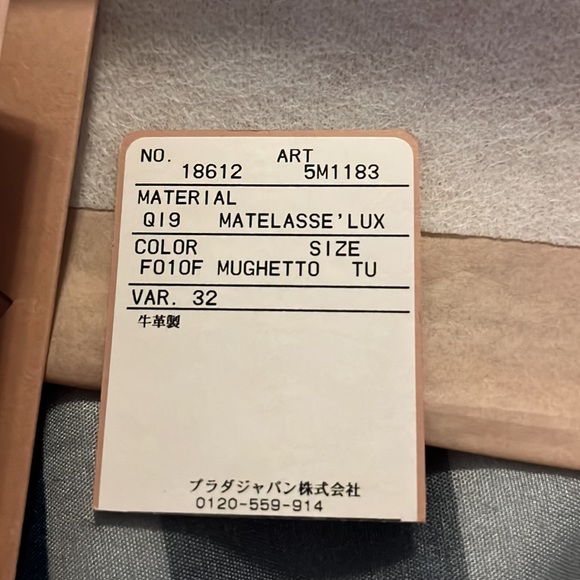 NO. ART
18612 5M1183
MATERIAL
QI9 MATELASSE'LUX
COLOR SIZE
F010F MUGHETTO TU
VAR. 32
牛革製
プラダジャパン株式会社
0120-559-914